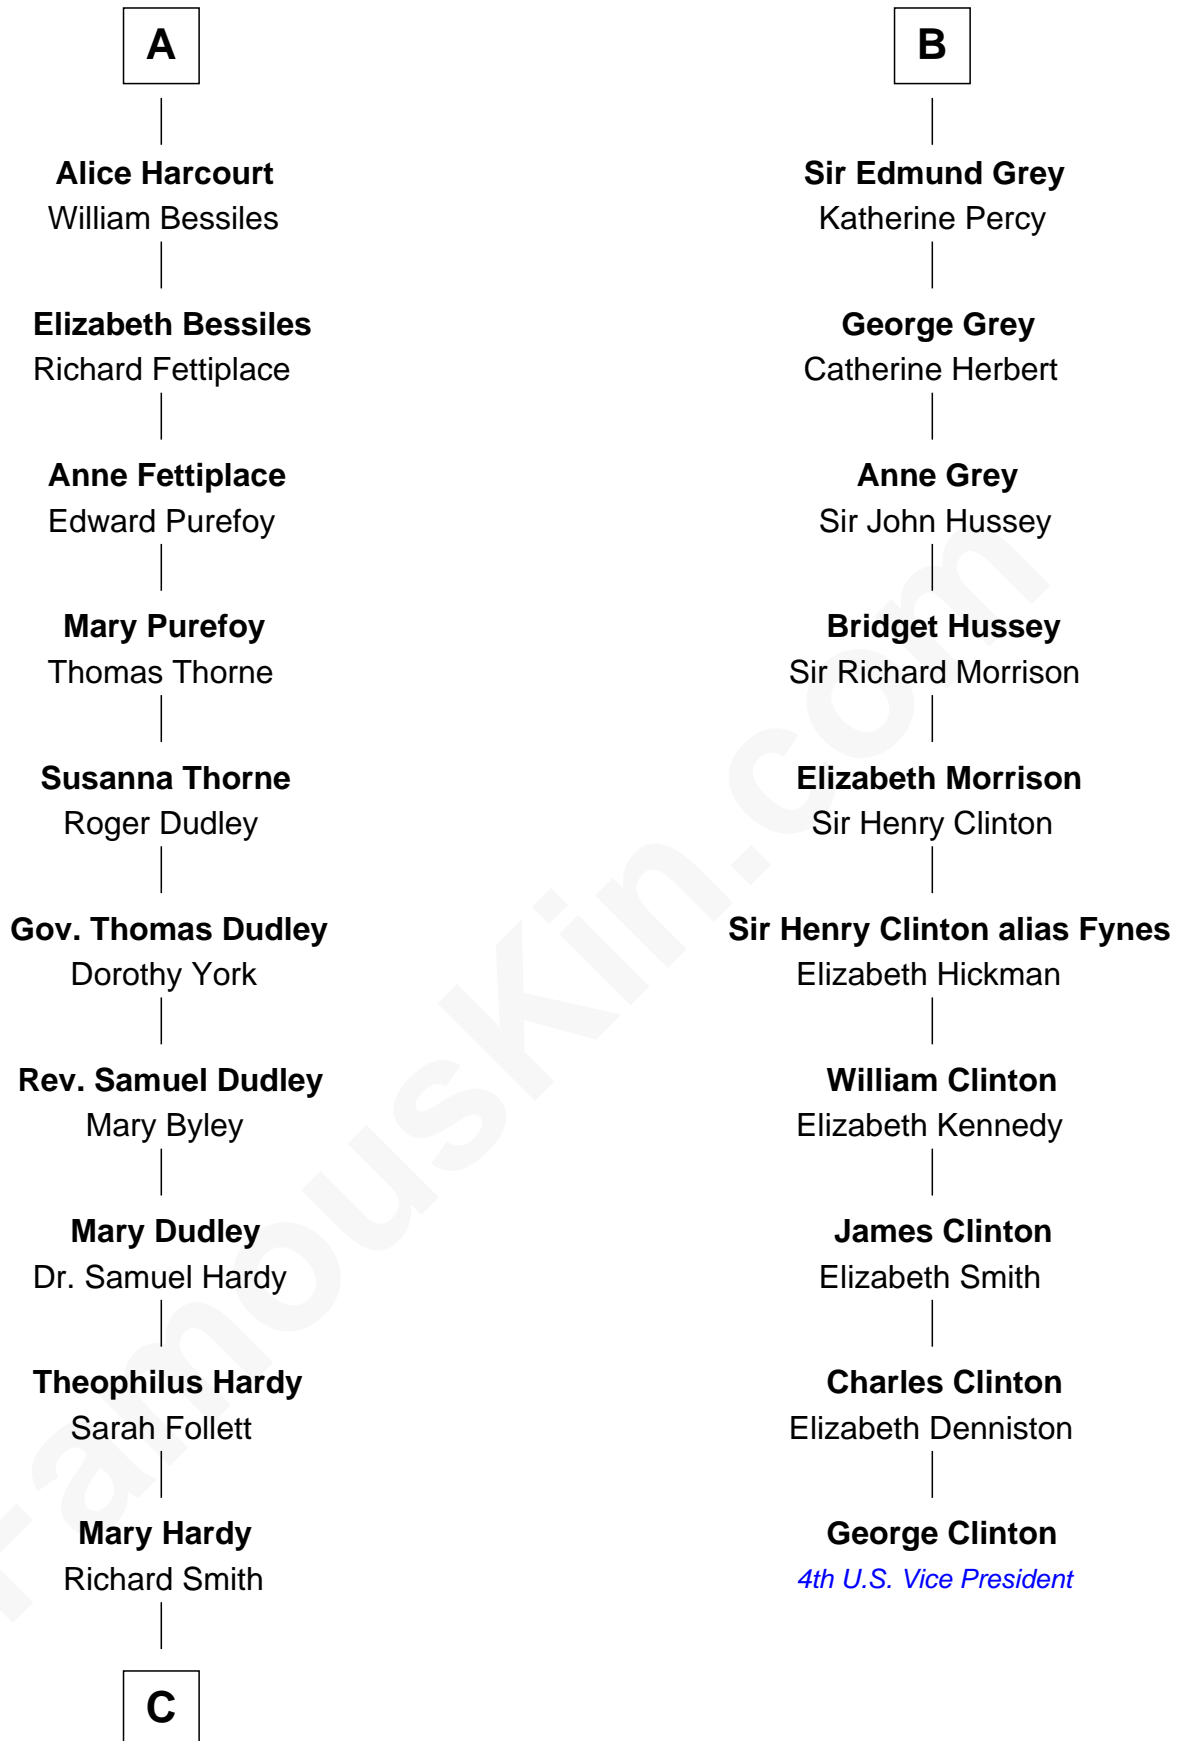 A
Alice Harcourt
William Bessiles
Elizabeth Bessiles
Richard Fettiplace
Anne Fettiplace
Edward Purefoy
Mary Purefoy
Thomas Thorne
Susanna Thorne
Roger Dudley
Gov. Thomas Dudley
Dorothy York
Rev. Samuel Dudley
Mary Byley
Mary Dudley
Dr. Samuel Hardy
Theophilus Hardy
Sarah Follett
Mary Hardy
Richard Smith
C
B
Sir Edmund Grey
Katherine Percy
George Grey
Catherine Herbert
Anne Grey
Sir John Hussey
Bridget Hussey
Sir Richard Morrison
Elizabeth Morrison
Sir Henry Clinton
Sir Henry Clinton alias Fynes
Elizabeth Hickman
William Clinton
Elizabeth Kennedy
James Clinton
Elizabeth Smith
Charles Clinton
Elizabeth Denniston
George Clinton
4th U.S. Vice President
FamousKin.com